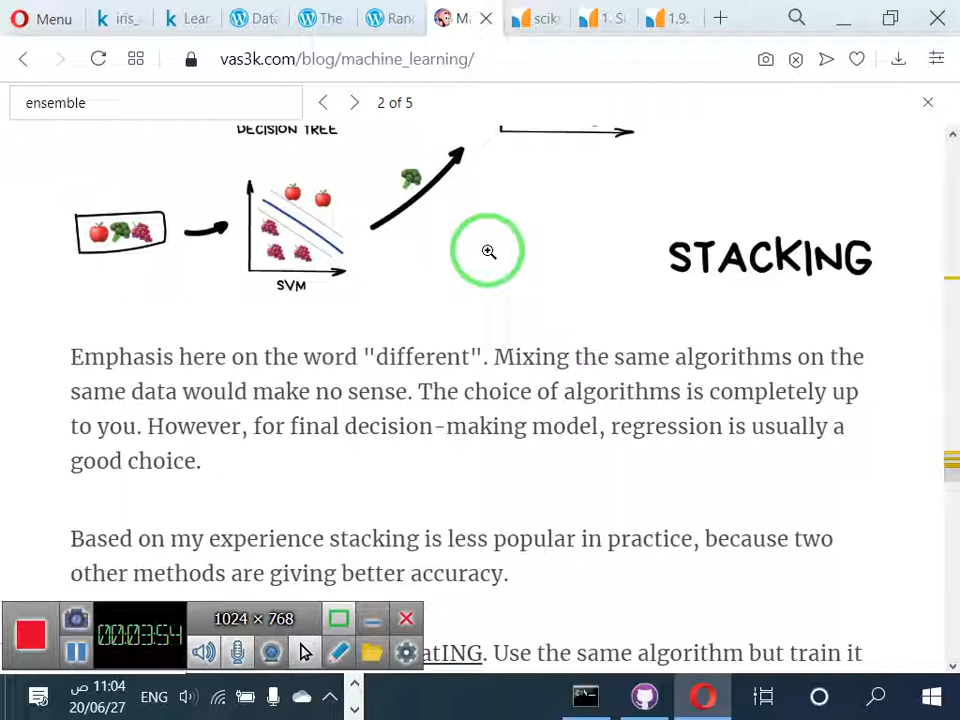 Menu iris_ Lear Data The Ran Ma scik 1. S 1.9.
vas3k.com/blog/machine_learning/
ensemble 2 of 5
DECISION TREE
SVM
STACKING
Emphasis here on the word "different". Mixing the same algorithms on the
same data would make no sense. The choice of algorithms is completely up
to you. However, for final decision-making model, regression is usually a
good choice.
Based on my experience stacking is less popular in practice, because two
other methods are giving better accuracy.
1024 × 768
00:03:54
atING. Use the same algorithm but train it
ENG
11:04 ص
20/06/27